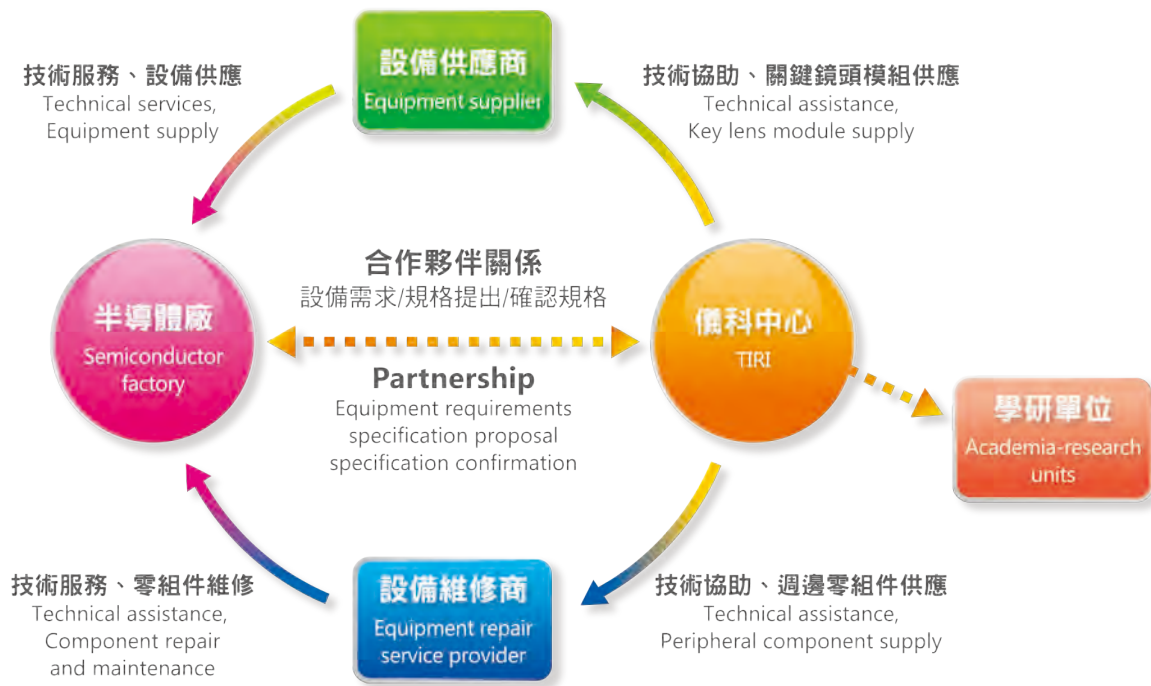 設備供應商
Equipment supplier
技術服務、設備供應
Technical services,
Equipment supply
技術協助、關鍵鏡頭模組供應
Technical assistance,
Key lens module supply
合作夥伴關係
設備需求/規格提出/確認規格
半導體廠
Semiconductor
factory
儀科中心
TIRI
Partnership
Equipment requirements
specification proposal
specification confirmation
學研單位
Academia-research
units
技術服務、零組件維修
Technical assistance,
Component repair
and maintenance
設備維修商
Equipment repair
service provider
技術協助、週邊零組件供應
Technical assistance,
Peripheral component supply